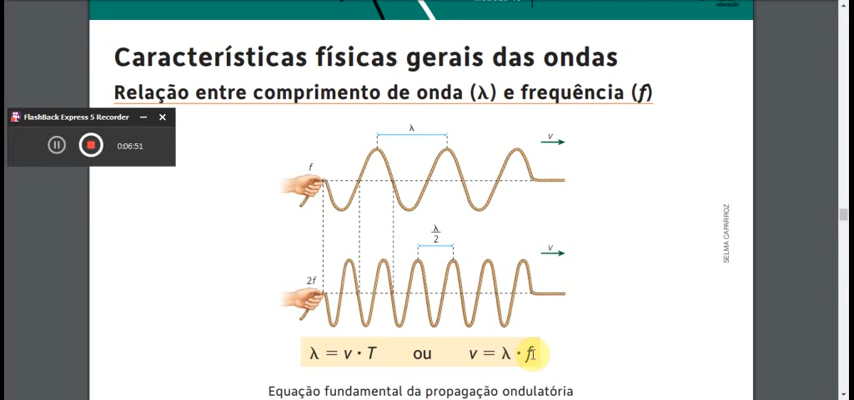 Características físicas gerais das ondas
Relação entre comprimento de onda (λ) e frequência (f)
FlashBack Express 5 Recorder
0:06:51
λ
v
f
λ
2
v
2f
λ = v • T ou v = λ • f
Equação fundamental da propagação ondulatória
SELMA CAPARROZ